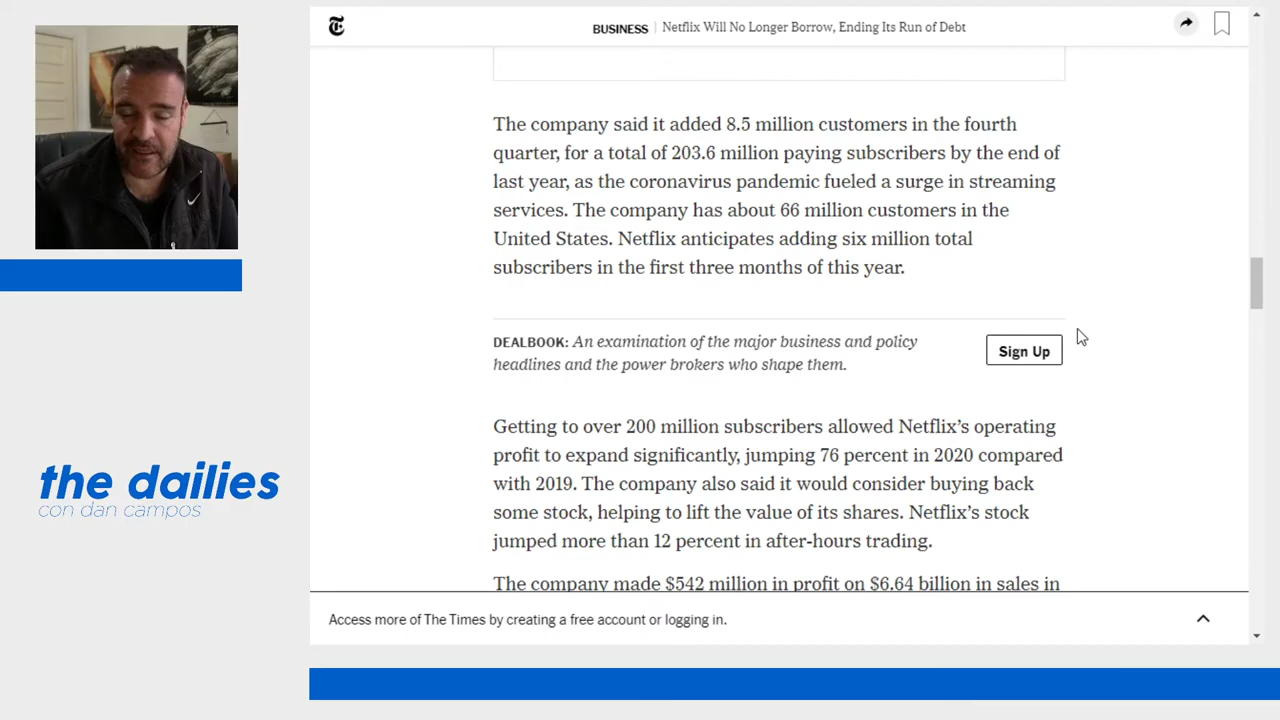 BUSINESS | Netflix Will No Longer Borrow, Ending Its Run of Debt
The company said it added 8.5 million customers in the fourth
quarter, for a total of 203.6 million paying subscribers by the end of
last year, as the coronavirus pandemic fueled a surge in streaming
services. The company has about 66 million customers in the
United States. Netflix anticipates adding six million total
subscribers in the first three months of this year.
DEALBOOK: An examination of the major business and policy
headlines and the power brokers who shape them.
Sign Up
Getting to over 200 million subscribers allowed Netflix’s operating
profit to expand significantly, jumping 76 percent in 2020 compared
with 2019. The company also said it would consider buying back
some stock, helping to lift the value of its shares. Netflix’s stock
jumped more than 12 percent in after-hours trading.
The company made $542 million in profit on $6.64 billion in sales in
Access more of The Times by creating a free account or logging in.
the dailies
con dan campos